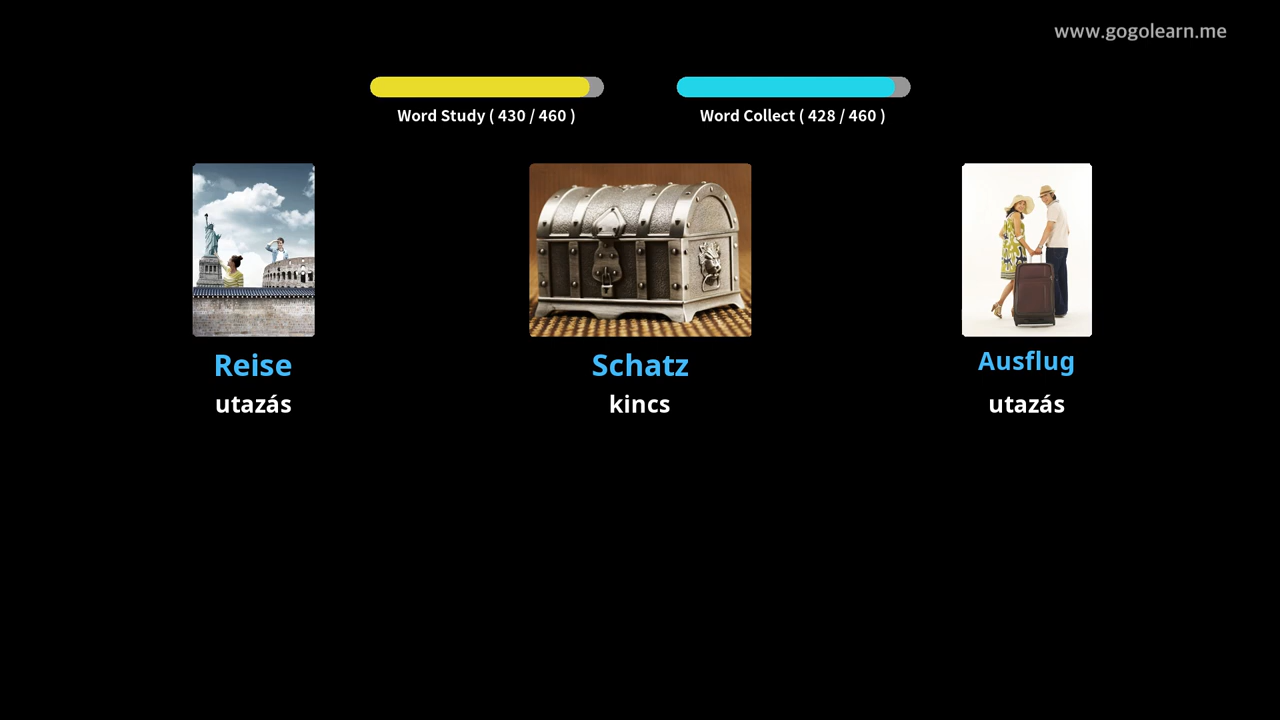 www.gogolearn.me
Word Study ( 430 / 460 )
Word Collect ( 428 / 460 )
Reise
Schatz
Ausflug
utazás
kincs
utazás